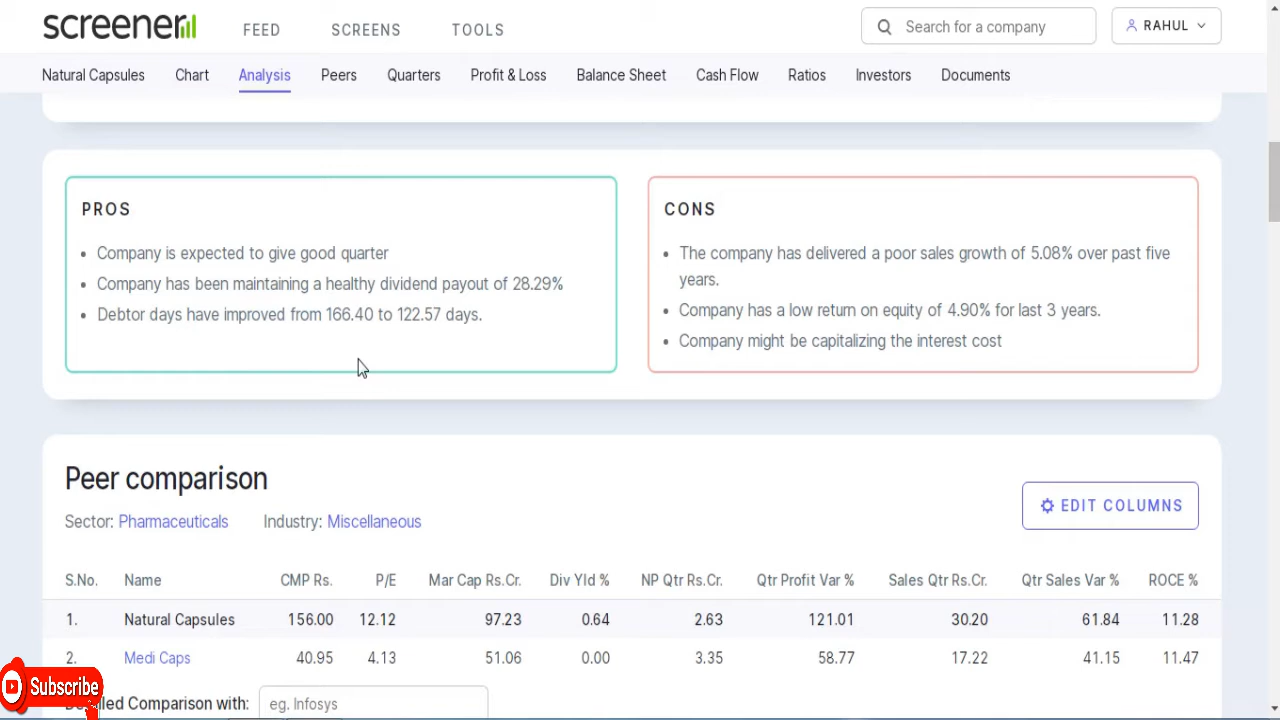 screener FEED SCREENS TOOLS Search for a company RAHUL
Natural Capsules Chart Analysis Peers Quarters Profit & Loss Balance Sheet Cash Flow Ratios Investors Documents
PROS
Company is expected to give good quarter
Company has been maintaining a healthy dividend payout of 28.29%
Debtor days have improved from 166.40 to 122.57 days.
CONS
The company has delivered a poor sales growth of 5.08% over past five
years.
Company has a low return on equity of 4.90% for last 3 years.
Company might be capitalizing the interest cost
Peer comparison
Sector: Pharmaceuticals Industry: Miscellaneous
EDIT COLUMNS
S.No. Name CMP Rs. P/E Mar Cap Rs.Cr. Div Yld % NP Qtr Rs.Cr. Qtr Profit Var % Sales Qtr Rs.Cr. Qtr Sales Var % ROCE %
1. Natural Capsules 156.00 12.12 97.23 0.64 2.63 121.01 30.20 61.84 11.28
2. Medi Caps 40.95 4.13 51.06 0.00 3.35 58.77 17.22 41.15 11.47
Subscribe
Comparison with: eg. Infosys